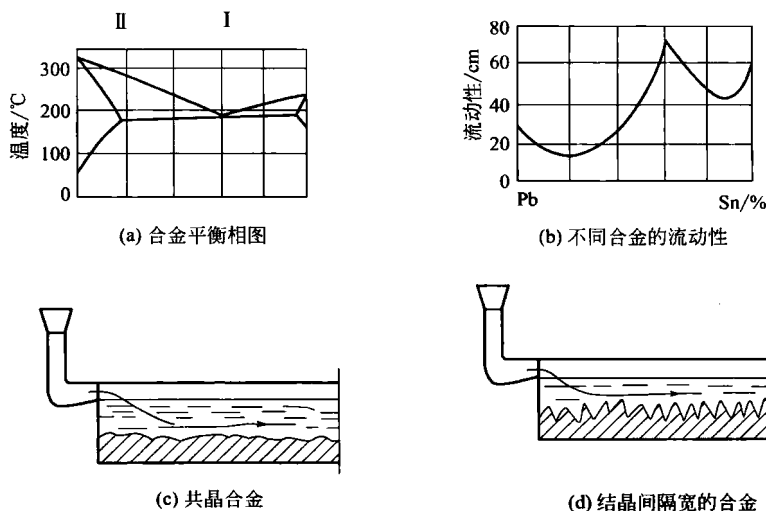 Ⅱ Ⅰ
温度/℃
300
200
100
0
(a) 合金平衡相图
流动性/cm
80
60
40
20
0
Pb Sn/%
(b) 不同合金的流动性
(c) 共晶合金
(d) 结晶间隔宽的合金